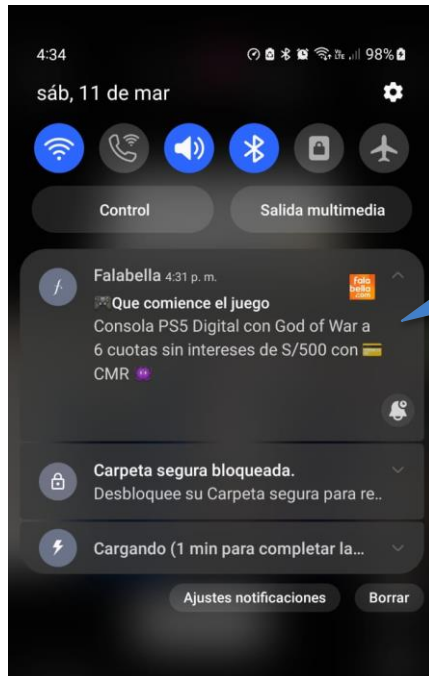 4:34 98%
sáb, 11 de mar
Control Salida multimedia
Falabella 4:31 p. m.
fala
bella
.com
🎮Que comience el juego
Consola PS5 Digital con God of War a
6 cuotas sin intereses de S/500 con 💳
CMR 👾
Carpeta segura bloqueada.
Desbloquee su Carpeta segura para re..
Cargando (1 min para completar la...
Ajustes notificaciones Borrar